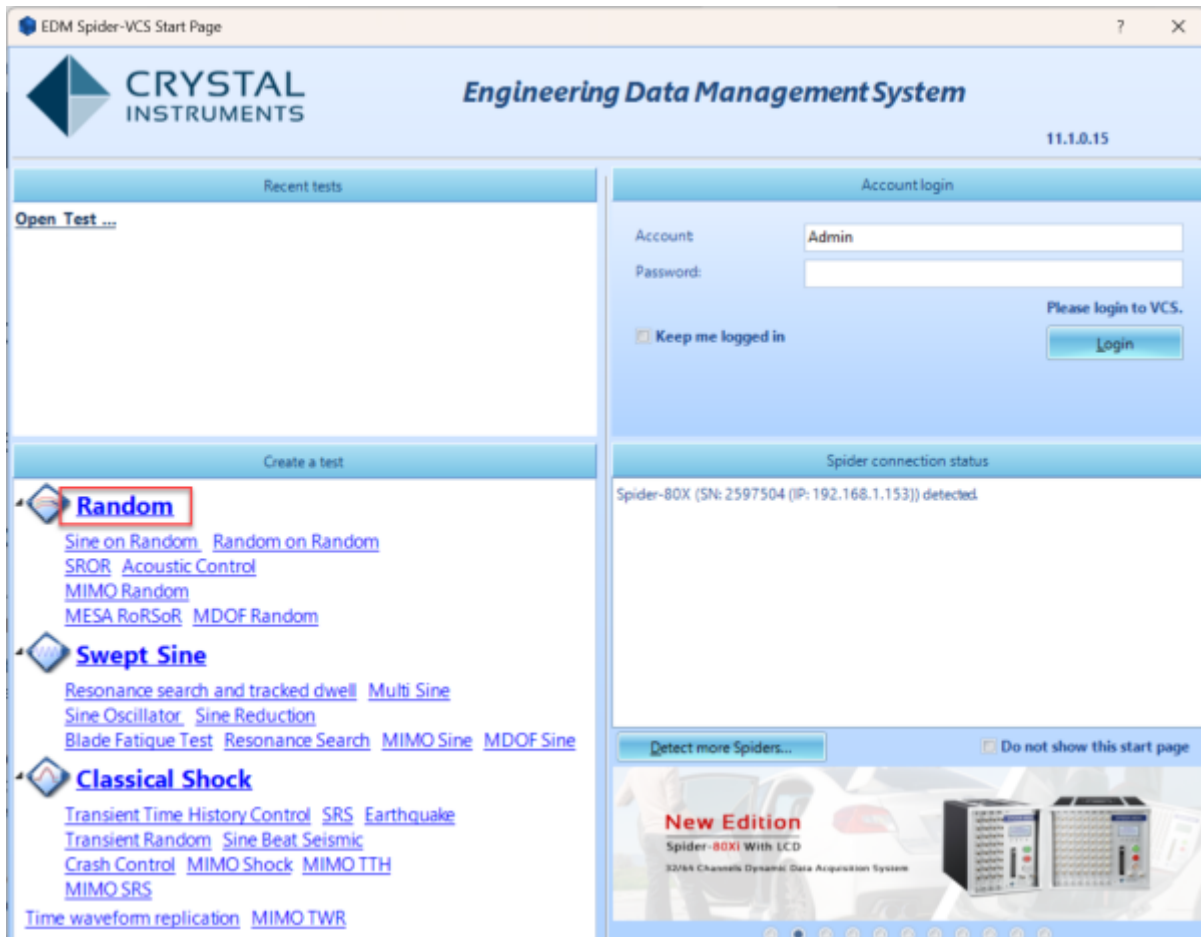 EDM Spider-VCS Start Page
?
CRYSTAL
INSTRUMENTS
Engineering Data Management System
11.1.0.15
Recent tests
Open Test ...
Account login
Account:
Admin
Password:
Please login to VCS.
Keep me logged in
Login
Create a test
Random
Sine on Random Random on Random
SROR Acoustic Control
MIMO Random
MESA RoRSoR MDOF Random
Swept Sine
Resonance search and tracked dwell Multi Sine
Sine Oscillator Sine Reduction
Blade Fatique Test Resonance Search MIMO Sine MDOF Sine
Classical Shock
Transient Time History Control SRS Earthquake
Transient Random Sine Beat Seismic
Crash Control MIMO Shock MIMO TTH
MIMO SRS
Time waveform replication MIMO TWR
Spider connection status
Spider-80X (SN: 2597504 (IP: 192.168.1.153)) detected.
Detect more Spiders...
Do not show this start page
New Edition
Spider-80Xi With LCD
32/64 Channels Dynamic Data Acquisition System